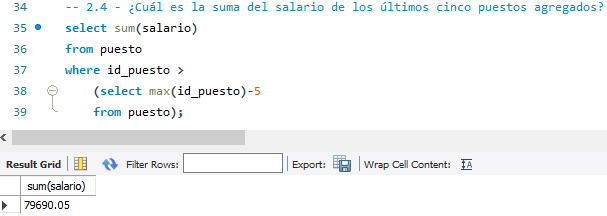 34 -- 2.4 - ¿Cuál es la suma del salario de los últimos cinco puestos agregados?
35 select sum(salario)
36 from puesto
37 where id_puesto >
38 (select max(id_puesto)-5
39 from puesto);
Result Grid Filter Rows: Export: Wrap Cell Content:
sum(salario)
79690.05